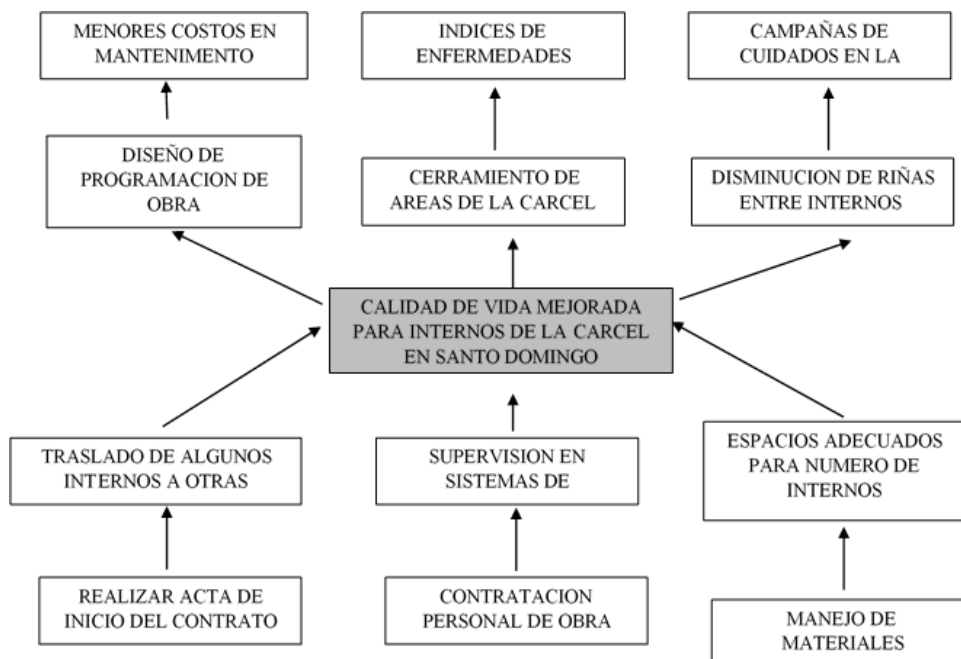 MENORES COSTOS EN
MANTENIMENTO
INDICES DE
ENFERMEDADES
CAMPAÑAS DE
CUIDADOS EN LA
DISEÑO DE
PROGRAMACION DE
OBRA
CERRAMIENTO DE
AREAS DE LA CARCEL
DISMINUCION DE RIÑAS
ENTRE INTERNOS
CALIDAD DE VIDA MEJORADA
PARA INTERNOS DE LA CARCEL
EN SANTO DOMINGO
TRASLADO DE ALGUNOS
INTERNOS A OTRAS
SUPERVISION EN
SISTEMAS DE
ESPACIOS ADECUADOS
PARA NUMERO DE
INTERNOS
REALIZAR ACTA DE
INICIO DEL CONTRATO
CONTRATACION
PERSONAL DE OBRA
MANEJO DE
MATERIALES